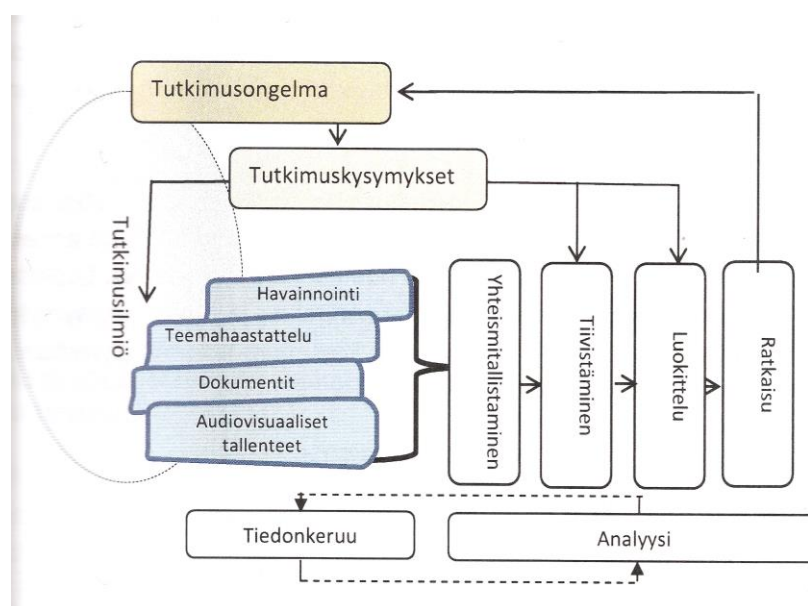 Tutkimusongelma
Tutkimuskysymykset
Tutkimusilmiö
Havainnointi
Teemahaastattelu
Dokumentit
Audiovisuaaliset
tallenteet
Yhteismitallistaminen
Tiivistäminen
Luokittelu
Ratkaisu
Tiedonkeruu
Analyysi